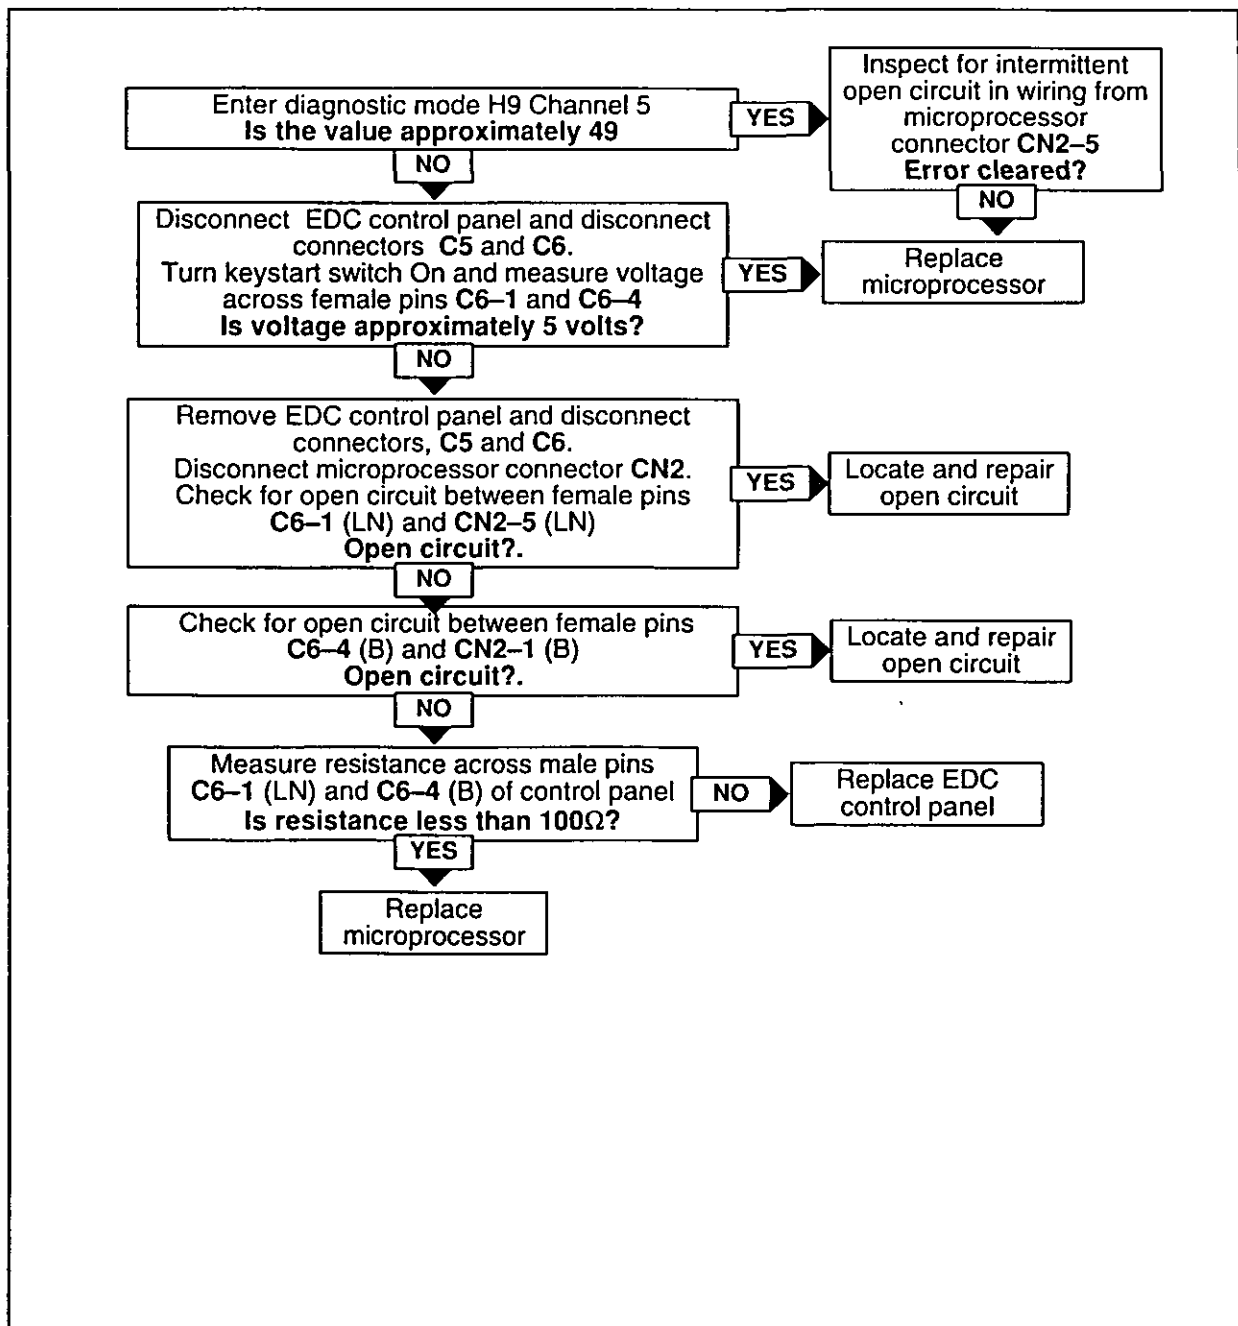 Enter diagnostic mode H9 Channel 5
Is the value approximately 49
YES
Inspect for intermittent
open circuit in wiring from
microprocessor
connector CN2–5
Error cleared?
NO
NO
Disconnect EDC control panel and disconnect
connectors C5 and C6.
Turn keystart switch On and measure voltage
across female pins C6–1 and C6–4
Is voltage approximately 5 volts?
YES
Replace
microprocessor
NO
Remove EDC control panel and disconnect
connectors, C5 and C6.
Disconnect microprocessor connector CN2.
Check for open circuit between female pins
C6–1 (LN) and CN2–5 (LN)
Open circuit?.
YES
Locate and repair
open circuit
NO
Check for open circuit between female pins
C6–4 (B) and CN2–1 (B)
Open circuit?.
YES
Locate and repair
open circuit
NO
Measure resistance across male pins
C6–1 (LN) and C6–4 (B) of control panel
Is resistance less than 100Ω?
NO
Replace EDC
control panel
YES
Replace
microprocessor